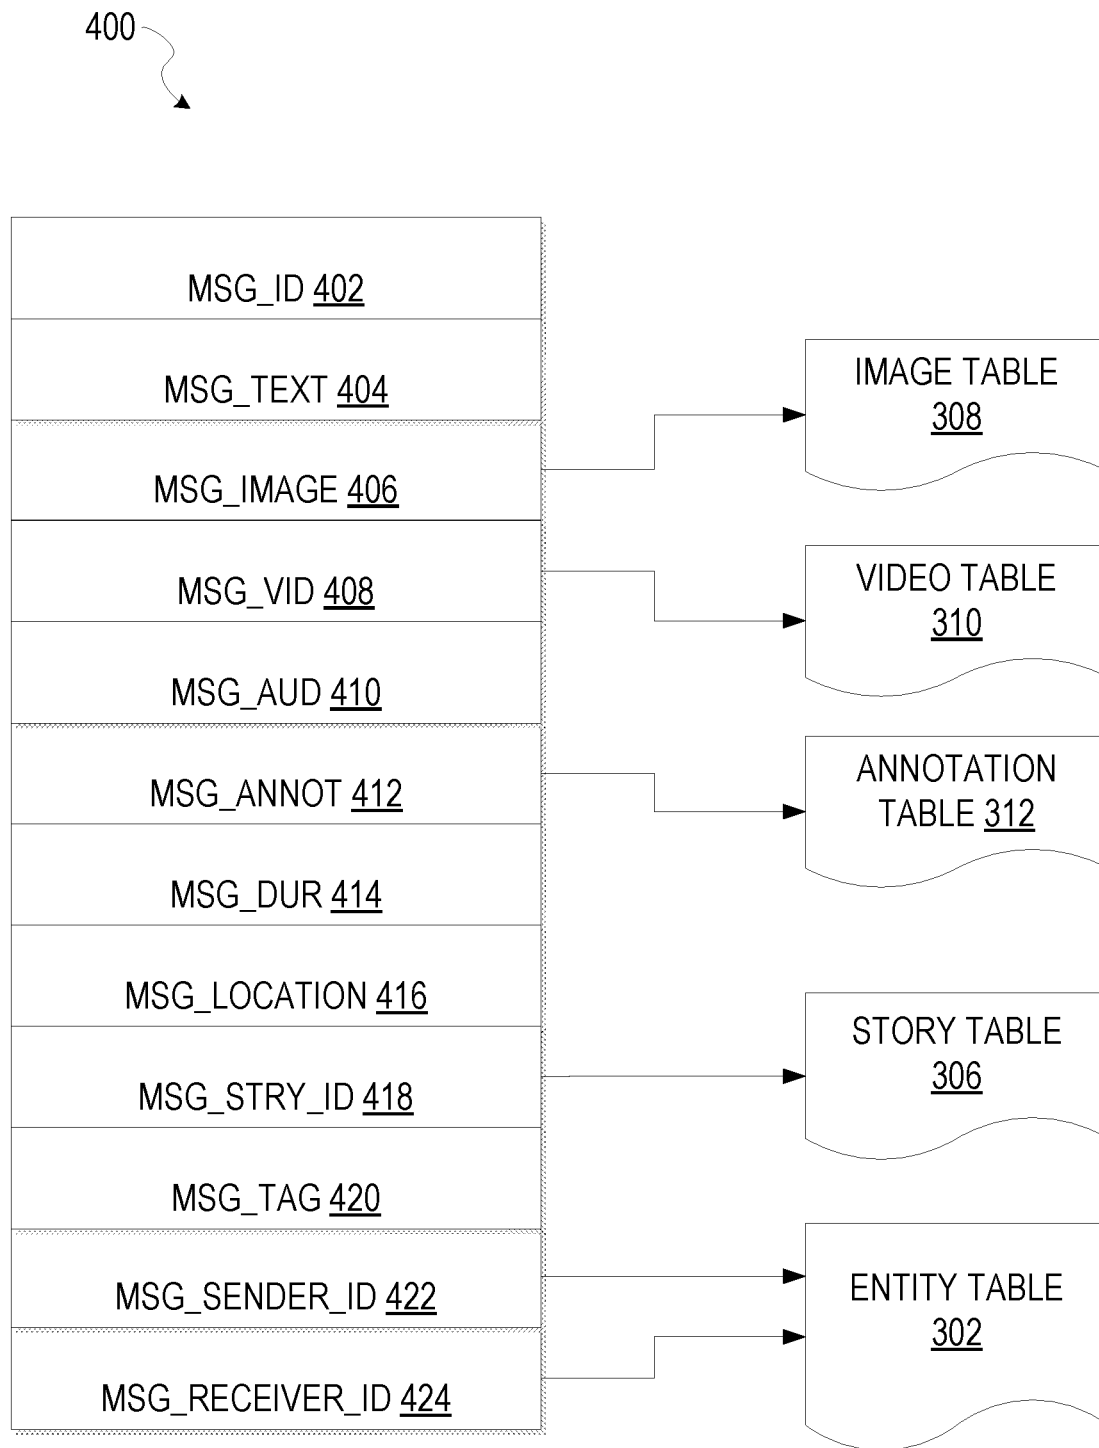 400
MSG_ID 402
MSG_TEXT 404
MSG_IMAGE 406
MSG_VID 408
MSG_AUD 410
MSG_ANNOT 412
MSG_DUR 414
MSG_LOCATION 416
MSG_STRY_ID 418
MSG_TAG 420
MSG_SENDER_ID 422
MSG_RECEIVER_ID 424
IMAGE TABLE
308
VIDEO TABLE
310
ANNOTATION
TABLE 312
STORY TABLE
306
ENTITY TABLE
302